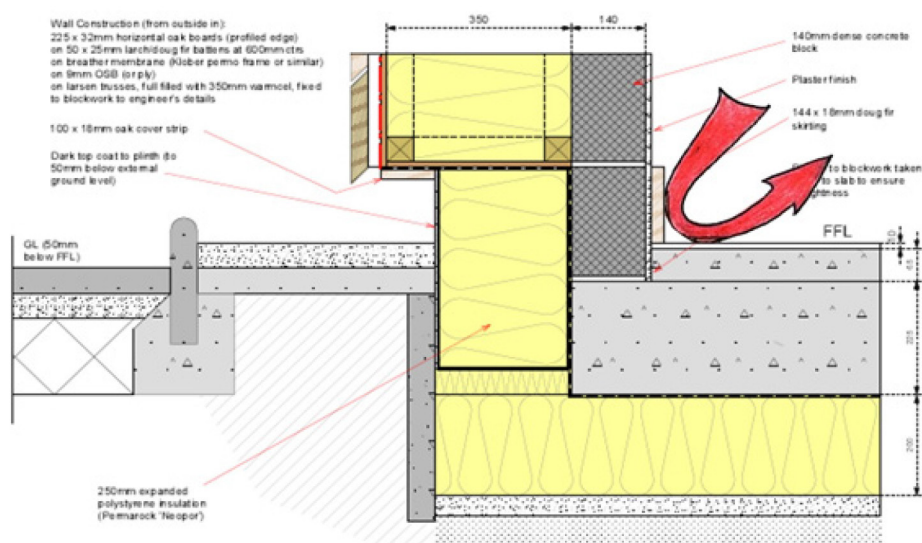 Wall Construction (from outside in):
225 x 32mm horizontal oak boards (profiled edge)
on 50 x 25mm larch/doug fir battens at 600mm ctrs
on breather membrane (Klober permo frame or similar)
on 9mm OSB (or ply)
on larsen trusses, full filled with 350mm warmcel, fixed
to blockwork to engineer's details
100 x 18mm oak cover strip
Dark top coat to plinth (to
50mm below external
ground level)
GL (50mm
below FFL)
250mm expanded
polystyrene insulation
(Permarock 'Neopor')
350
140
140mm dense concrete
block
Plaster finish
144 x 18mm doug fir
skirting
to blockwork taken
to slab to ensure
FFL
65
225
200